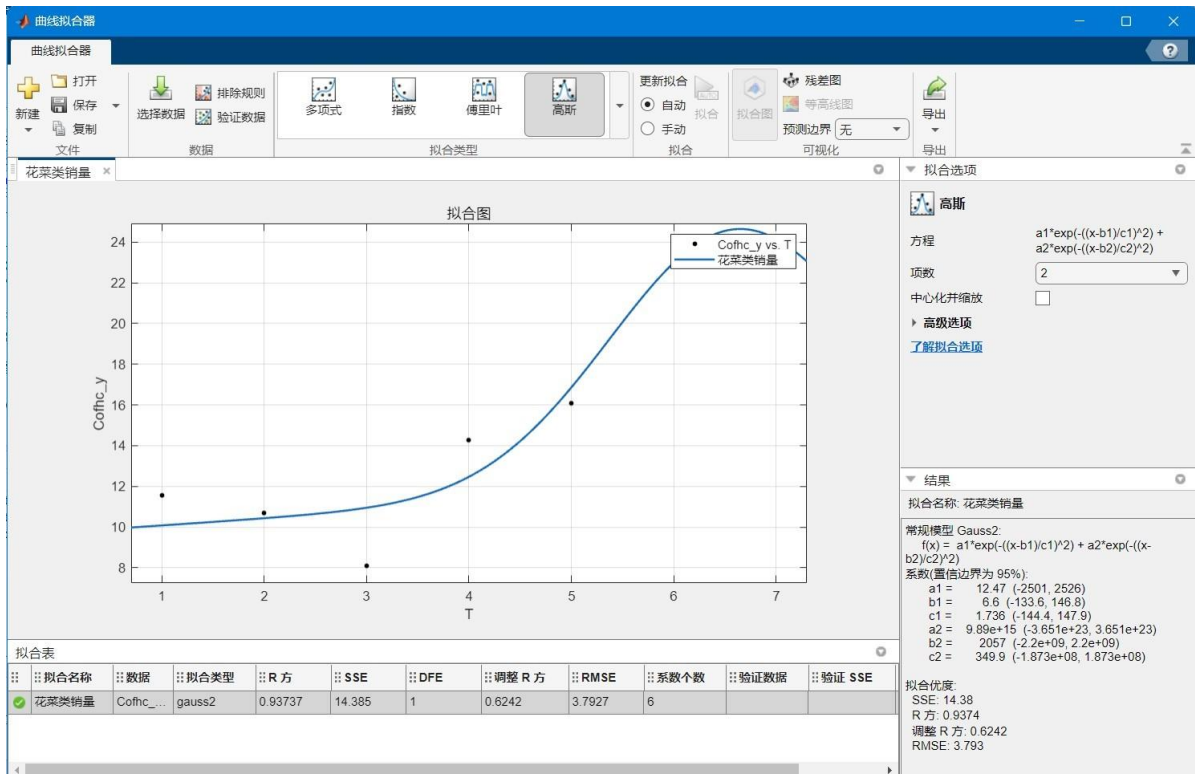 曲线拟合器
曲线拟合器
新建
打开
保存
复制
文件
选择数据
排除规则
验证数据
数据
多项式
指数
傅里叶
高斯
拟合类型
更新拟合
自动
手动
拟合
拟合
拟合图
残差图
等高线图
预测边界 无
可视化
导出
导出
花菜类销量
拟合图
Cofhc_y vs. T
花菜类销量
24
22
20
18
16
14
12
10
8
Cofhc_y
1 2 3 4 5 6 7
T
拟合选项
高斯
方程
a1*exp(-((x-b1)/c1)^2) +
a2*exp(-((x-b2)/c2)^2)
项数 2
中心化并缩放
高级选项
了解拟合选项
结果
拟合名称: 花菜类销量
常规模型 Gauss2:
f(x) = a1*exp(-((x-b1)/c1)^2) + a2*exp(-((x-
b2)/c2)^2)
系数(置信边界为 95%):
a1 = 12.47 (-2501, 2526)
b1 = 6.6 (-133.6, 146.8)
c1 = 1.736 (-144.4, 147.9)
a2 = 9.89e+15 (-3.651e+23, 3.651e+23)
b2 = 2057 (-2.2e+09, 2.2e+09)
c2 = 349.9 (-1.873e+08, 1.873e+08)
拟合优度:
SSE: 14.38
R 方: 0.9374
调整 R 方: 0.6242
RMSE: 3.793
拟合表
拟合名称 数据 拟合类型 R 方 SSE DFE 调整 R 方 RMSE 系数个数 验证数据 验证 SSE
花菜类销量 Cofhc_... gauss2 0.93737 14.385 1 0.6242 3.7927 6